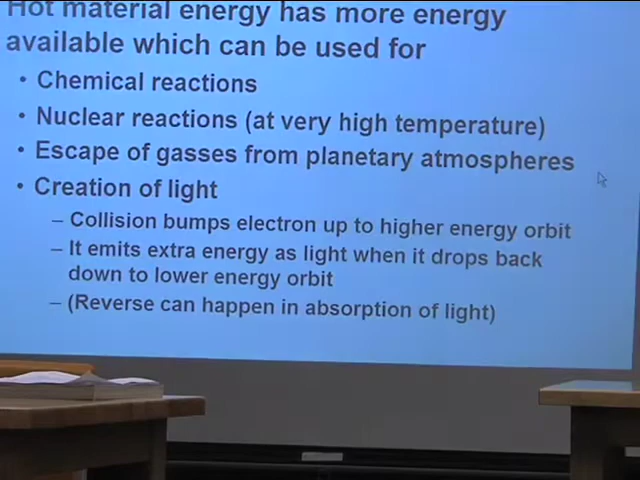 Hot material energy has more energy
available which can be used for
• Chemical reactions
• Nuclear reactions (at very high temperature)
• Escape of gasses from planetary atmospheres
• Creation of light
– Collision bumps electron up to higher energy orbit
– It emits extra energy as light when it drops back
down to lower energy orbit
– (Reverse can happen in absorption of light)